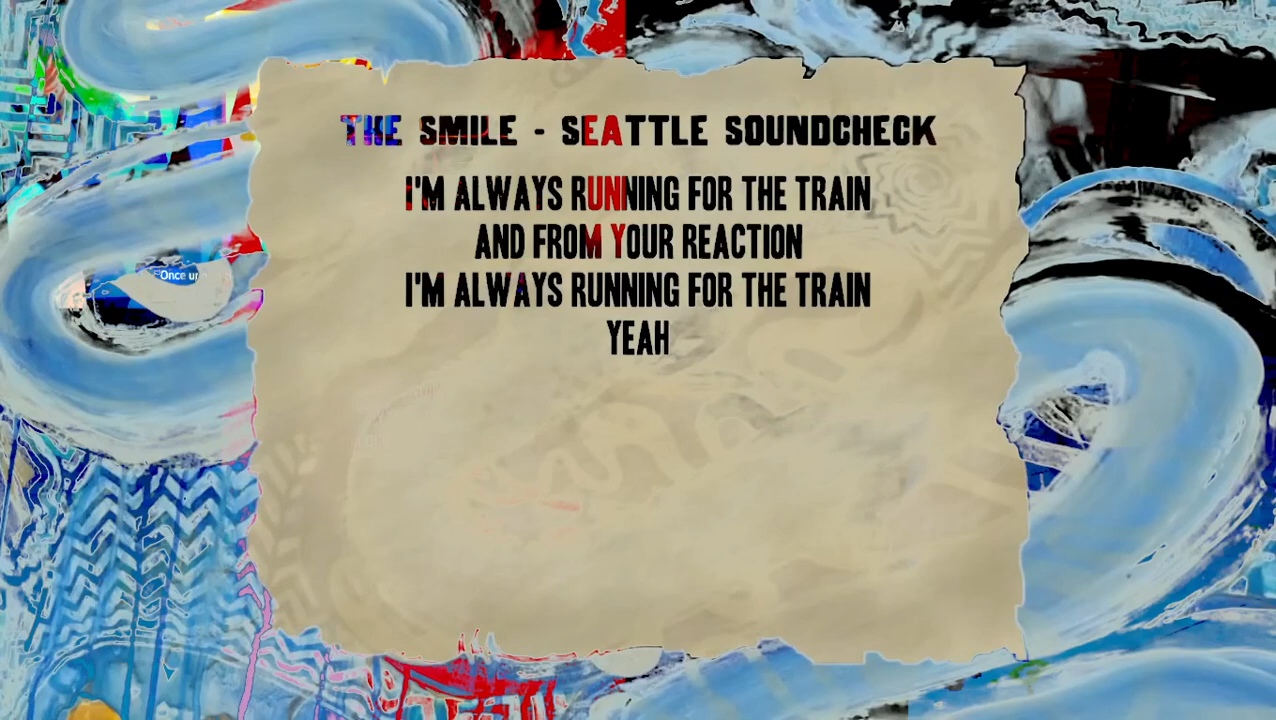 THE SMILE - SEATTLE SOUNDCHECK
I'M ALWAYS RUNNING FOR THE TRAIN
AND FROM YOUR REACTION
I'M ALWAYS RUNNING FOR THE TRAIN
YEAH
Once